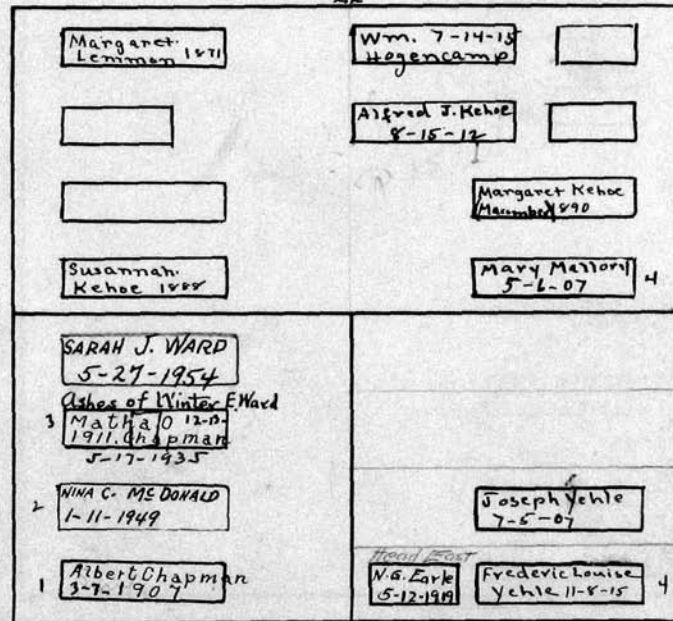 Margaret.
Lemmon 1871
Wm. 7-14-15
Hogencamp
Alfred J. Kehoe
8-15-12
Margaret Kehoe
(Macomber) 1890
Susannah.
Kehoe 1888
Mary Mallory
5-6-07
4
SARAH J. WARD
5-27-1954
Ashes of Winter E. Ward
3
Matha O 12-13-
1911. Chapman
5-17-1935
2
NINA C. McDONALD
1-11-1949
1
Albert Chapman
3-7-1907
Joseph Yehle
7-5-07
Head East
N.G. Earle
5-12-1919
Frederic Louise
Yehle 11-8-15
4